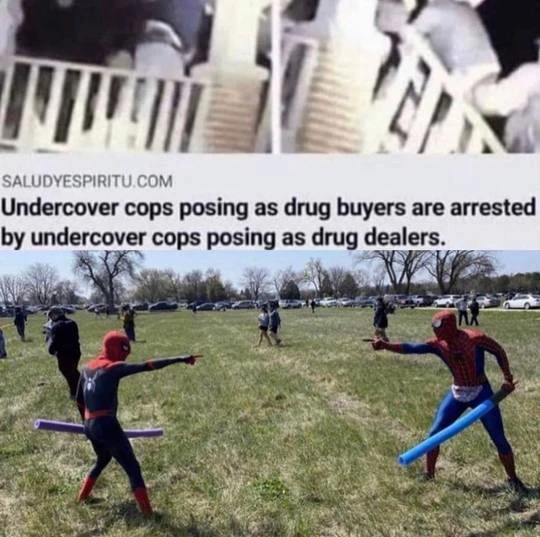 SALUDYESPIRITU.COM
Undercover cops posing as drug buyers are arrested
by undercover cops posing as drug dealers.